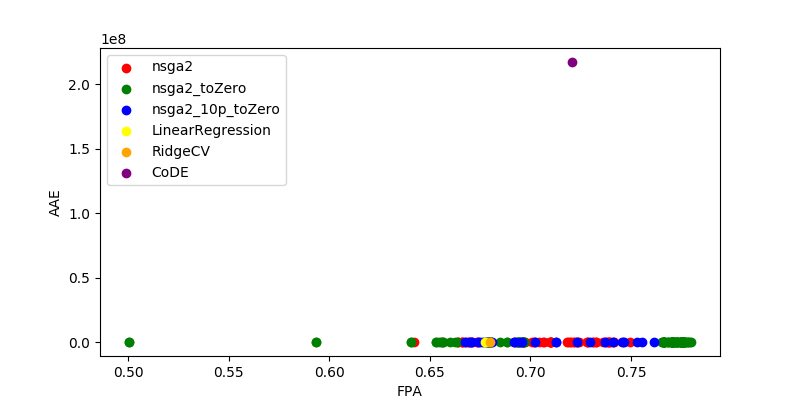 1e8
nsga2
nsga2_toZero
nsga2_10p_toZero
LinearRegression
RidgeCV
CoDE
2.0
1.5
1.0
0.5
0.0
AAE
0.50 0.55 0.60 0.65 0.70 0.75
FPA